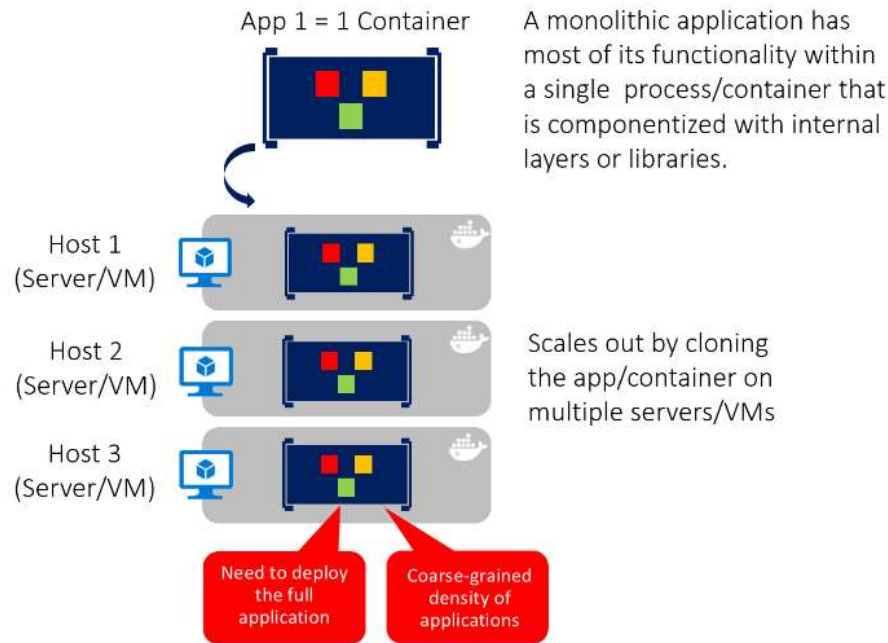 App 1 = 1 Container
A monolithic application has
most of its functionality within
a single process/container that
is componentized with internal
layers or libraries.
Host 1
(Server/VM)
Host 2
(Server/VM)
Scales out by cloning
the app/container on
multiple servers/VMs
Host 3
(Server/VM)
Need to deploy
the full
application
Coarse-grained
density of
applications